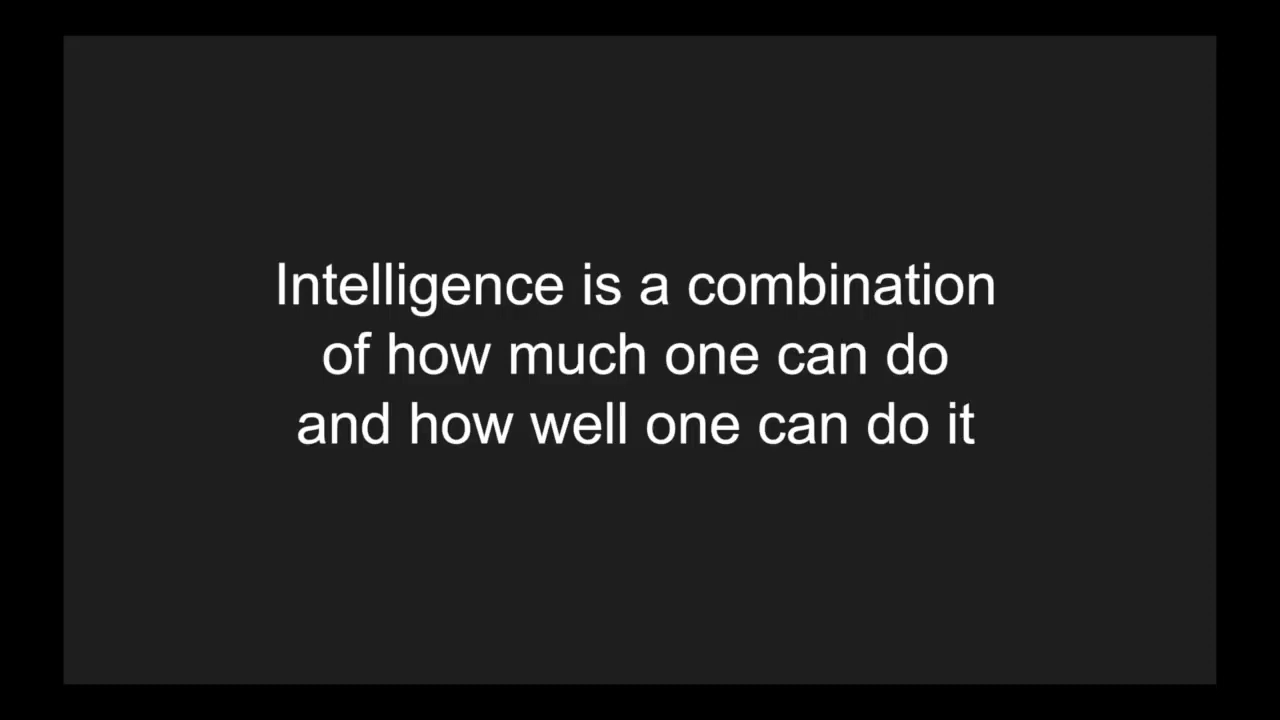 Intelligence is a combination
of how much one can do
and how well one can do it